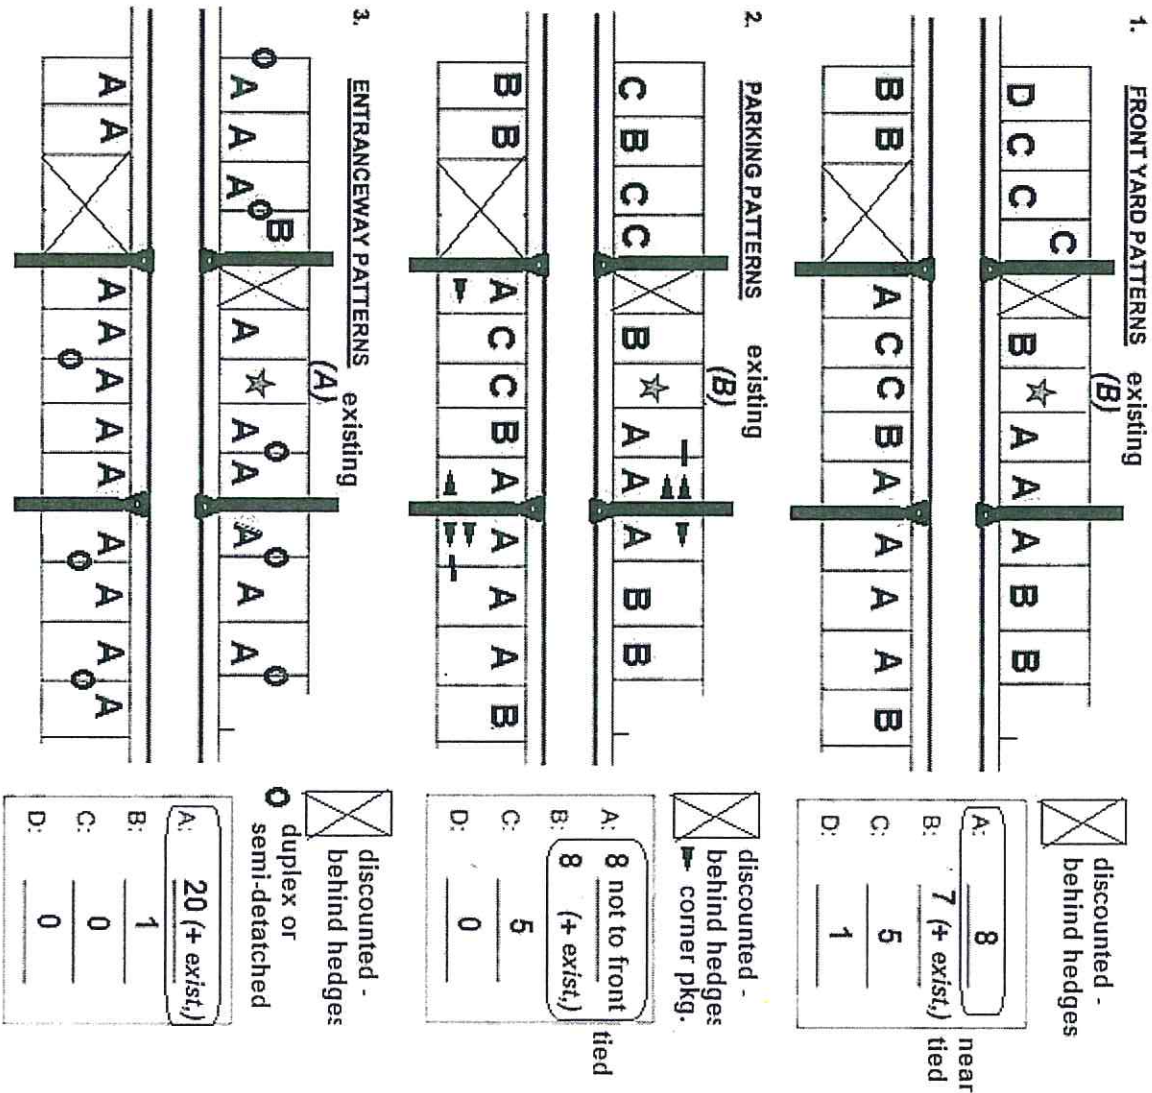 1. FRONT YARD PATTERNS existing
(B)
D C C C B A A A B B
B B A C C B A A A A B
discounted -
behind hedges
A: 8
B: 7 (+ exist,)
C: 5
D: 1
near
tied
2. PARKING PATTERNS existing
(B)
C B C C B A A A B B
B B A C C B A A A A B
discounted -
behind hedges
corner pkg.
A: 8 not to front
B: 8 (+ exist,)
C: 5
D: 0
tied
3. ENTRANCEWAY PATTERNS existing
(A)
A A A B A A A A A A
A A A A A A A A A A A
discounted -
behind hedges
duplex or
semi-detatched
A: 20 (+ exist,)
B: 1
C: 0
D: 0